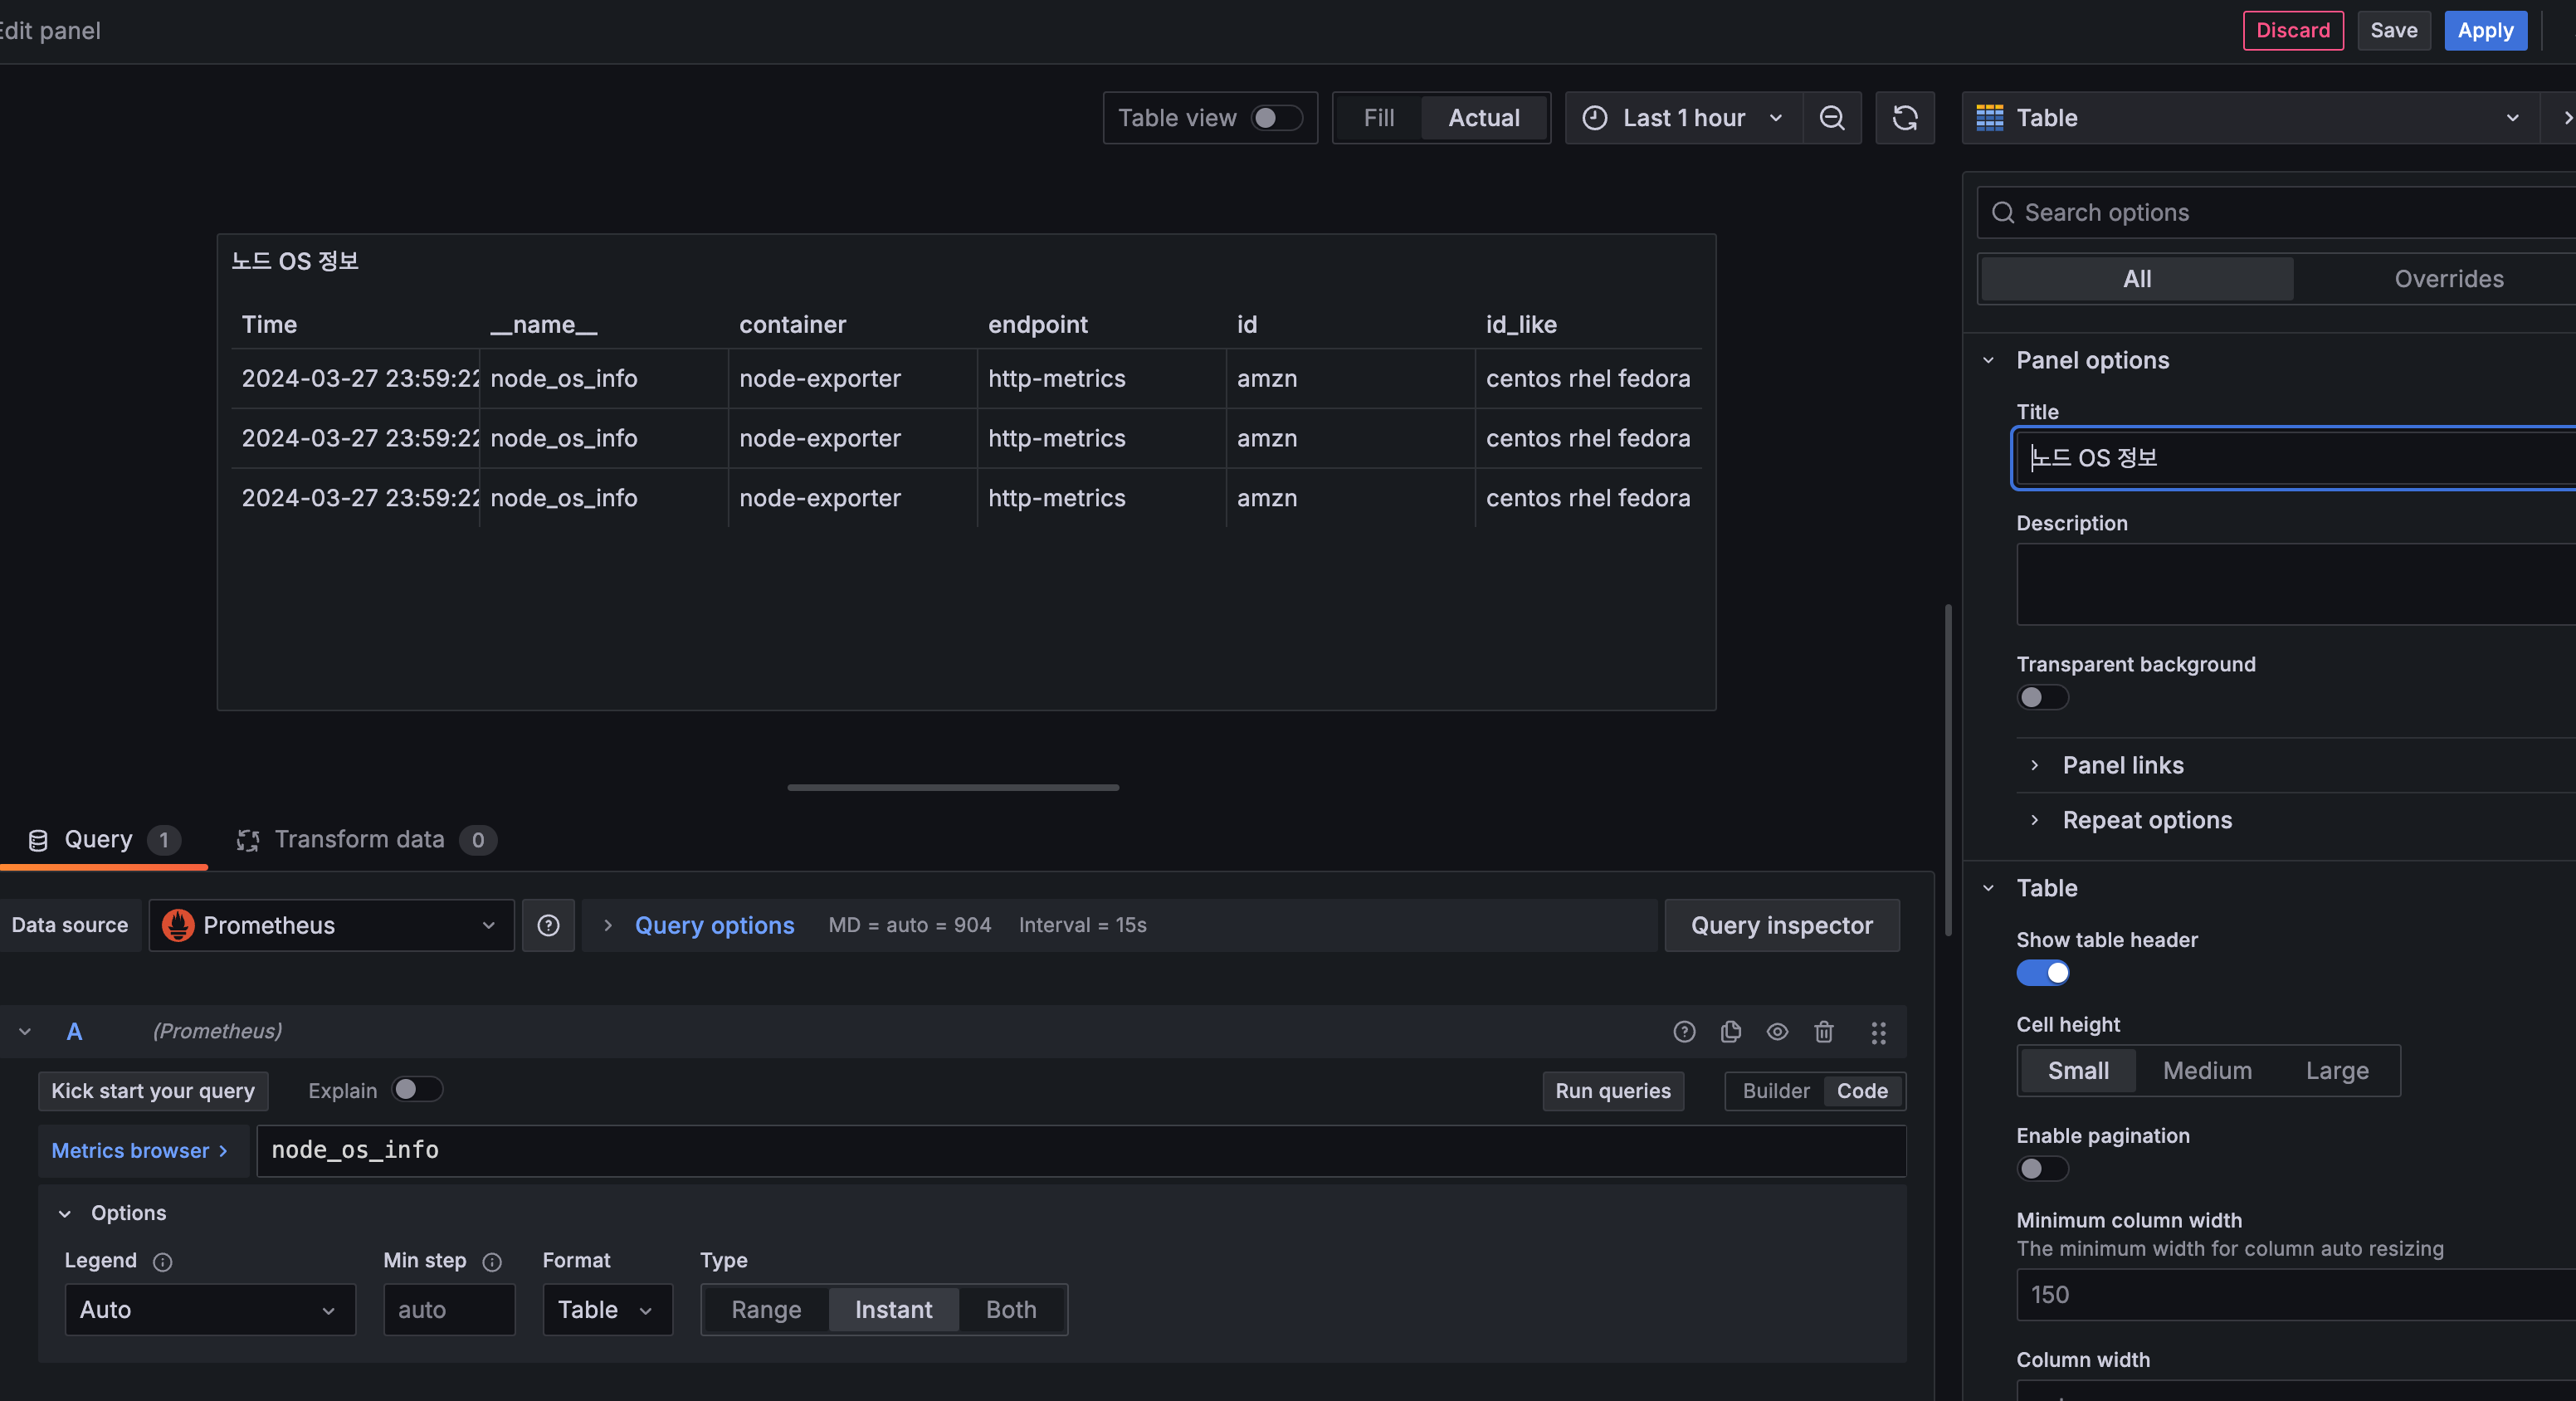 Edit panel
Discard
Save
Apply
Table view
Fill
Actual
Last 1 hour
Table
Search options
All
Overrides
노드 OS 정보
Time __name__ container endpoint id id_like
2024-03-27 23:59:22 node_os_info node-exporter http-metrics amzn centos rhel fedora
2024-03-27 23:59:22 node_os_info node-exporter http-metrics amzn centos rhel fedora
2024-03-27 23:59:22 node_os_info node-exporter http-metrics amzn centos rhel fedora
Panel options
Title
노드 OS 정보
Description
Transparent background
Panel links
Repeat options
Table
Show table header
Cell height
Small Medium Large
Enable pagination
Minimum column width
The minimum width for column auto resizing
150
Column width
Query 1
Transform data 0
Data source
Prometheus
Query options MD = auto = 904 Interval = 15s
Query inspector
A (Prometheus)
Kick start your query
Explain
Run queries
Builder Code
Metrics browser >
node_os_info
Options
Legend Min step Format Type
Auto auto Table Range Instant Both